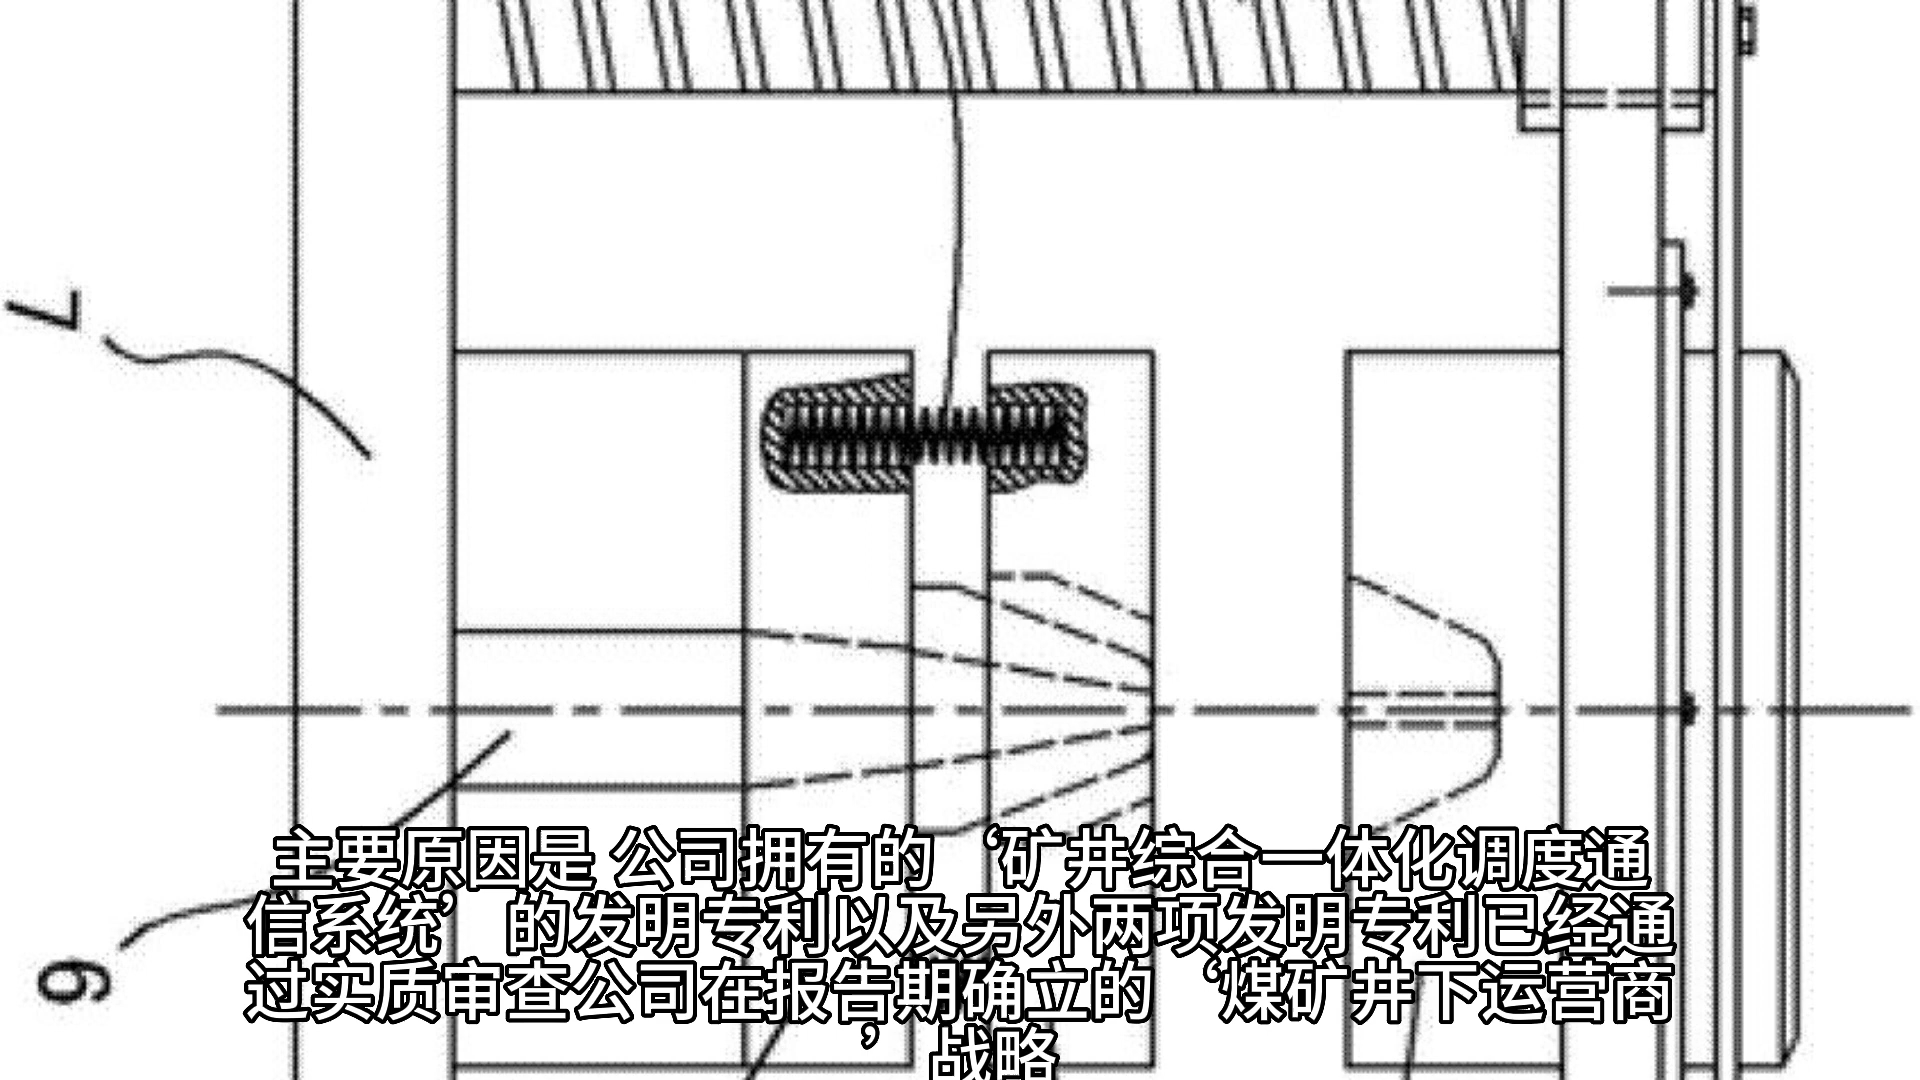 7
主要原因是 公司拥有的 ‘矿井综合一体化调度通
信系统’ 的发明专利以及另外两项发明专利已经通
过实质审查公司在报告期确立的 ‘煤矿井下运营商
’ 战略
9